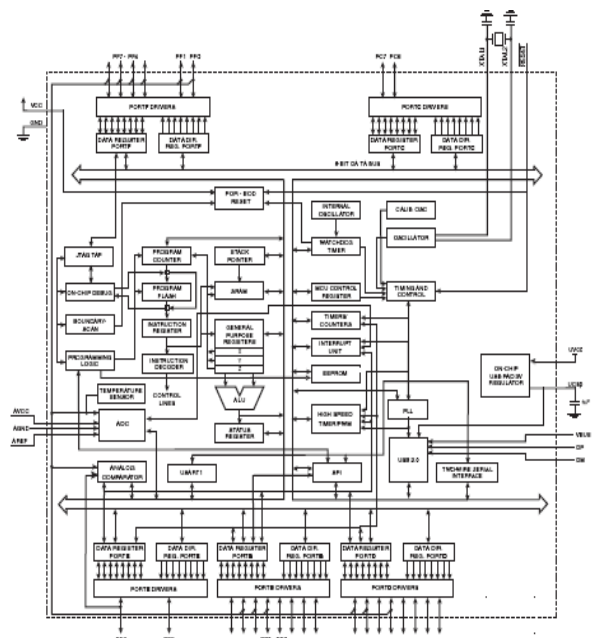 XTAL1
XTAL2
RESET
PF7 - PF4
PF1 PF0
PC7 PC6
VCC
GND
PORTF DRIVERS
PORTC DRIVERS
DATA REGISTER
PORTF
DATA DIR.
REG. PORTF
DATA REGISTER
PORTC
DATA DIR.
REG. PORTC
8-BIT DATA BUS
POR - BOD
RESET
INTERNAL
OSCILLATOR
CALIB. OSC
WATCHDOG
TIMER
OSCILLATOR
JTAG TAP
PROGRAM
COUNTER
STACK
POINTER
ON-CHIP DEBUG
PROGRAM
FLASH
SRAM
MCU CONTROL
REGISTER
TIMING AND
CONTROL
BOUNDARY-
SCAN
INSTRUCTION
REGISTER
GENERAL
PURPOSE
REGISTERS
TIMERS/
COUNTERS
PROGRAMMING
LOGIC
INSTRUCTION
DECODER
X
Y
Z
INTERRUPT
UNIT
EEPROM
ON-CHIP
USB PAD 3V
REGULATOR
UVCC
UCAP
1uF
TEMPERATURE
SENSOR
CONTROL
LINES
ALU
AVCC
AGND
AREF
ADC
STATUS
REGISTER
HIGH SPEED
TIMER/PWM
PLL
VBUS
DP
DM
ANALOG
COMPARATOR
USART1
SPI
USB 2.0
TWO-WIRE SERIAL
INTERFACE
DATA REGISTER
PORTE
DATA DIR.
REG. PORTE
DATA REGISTER
PORTB
DATA DIR.
REG. PORTB
DATA REGISTER
PORTD
DATA DIR.
REG. PORTD
PORTE DRIVERS
PORTB DRIVERS
PORTD DRIVERS